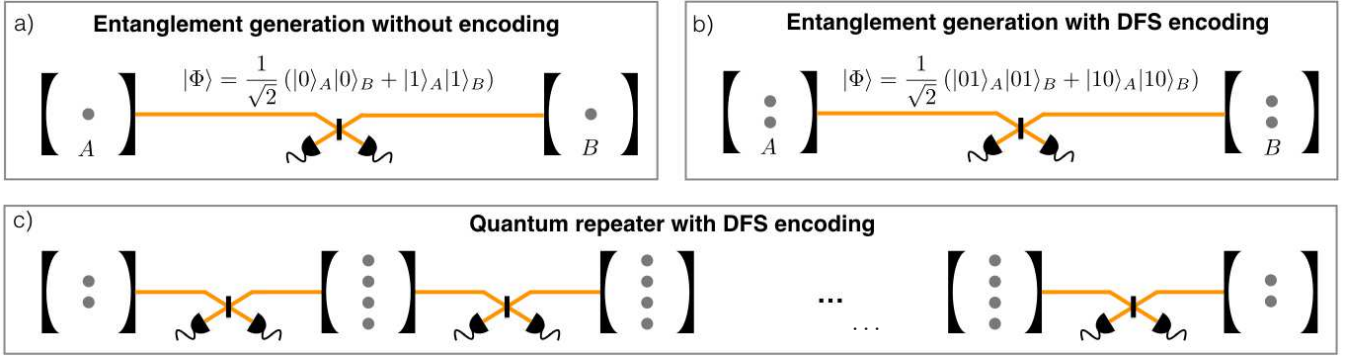 a) Entanglement generation without encoding
|Φ⟩ = 1/√2 (|0⟩_A|0⟩_B + |1⟩_A|1⟩_B)
A B
b) Entanglement generation with DFS encoding
|Φ⟩ = 1/√2 (|01⟩_A|01⟩_B + |10⟩_A|10⟩_B)
A B
c) Quantum repeater with DFS encoding
...
...